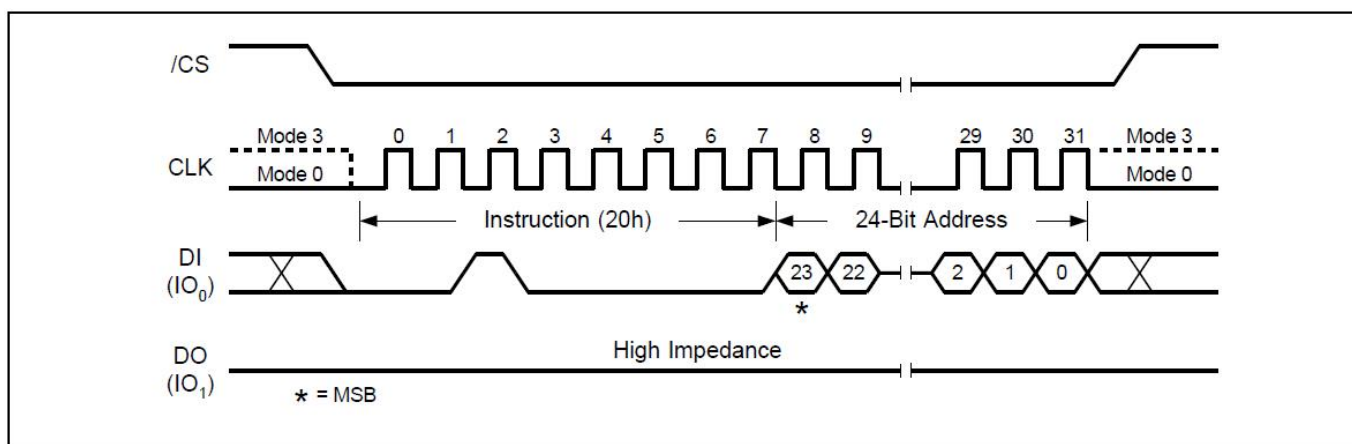 /CS
Mode 3 0 1 2 3 4 5 6 7 8 9 29 30 31 Mode 3
CLK
Mode 0 Mode 0
Instruction (20h) 24-Bit Address
DI
(IO₀)
23 22 2 1 0
*
High Impedance
DO
(IO₁)
* = MSB